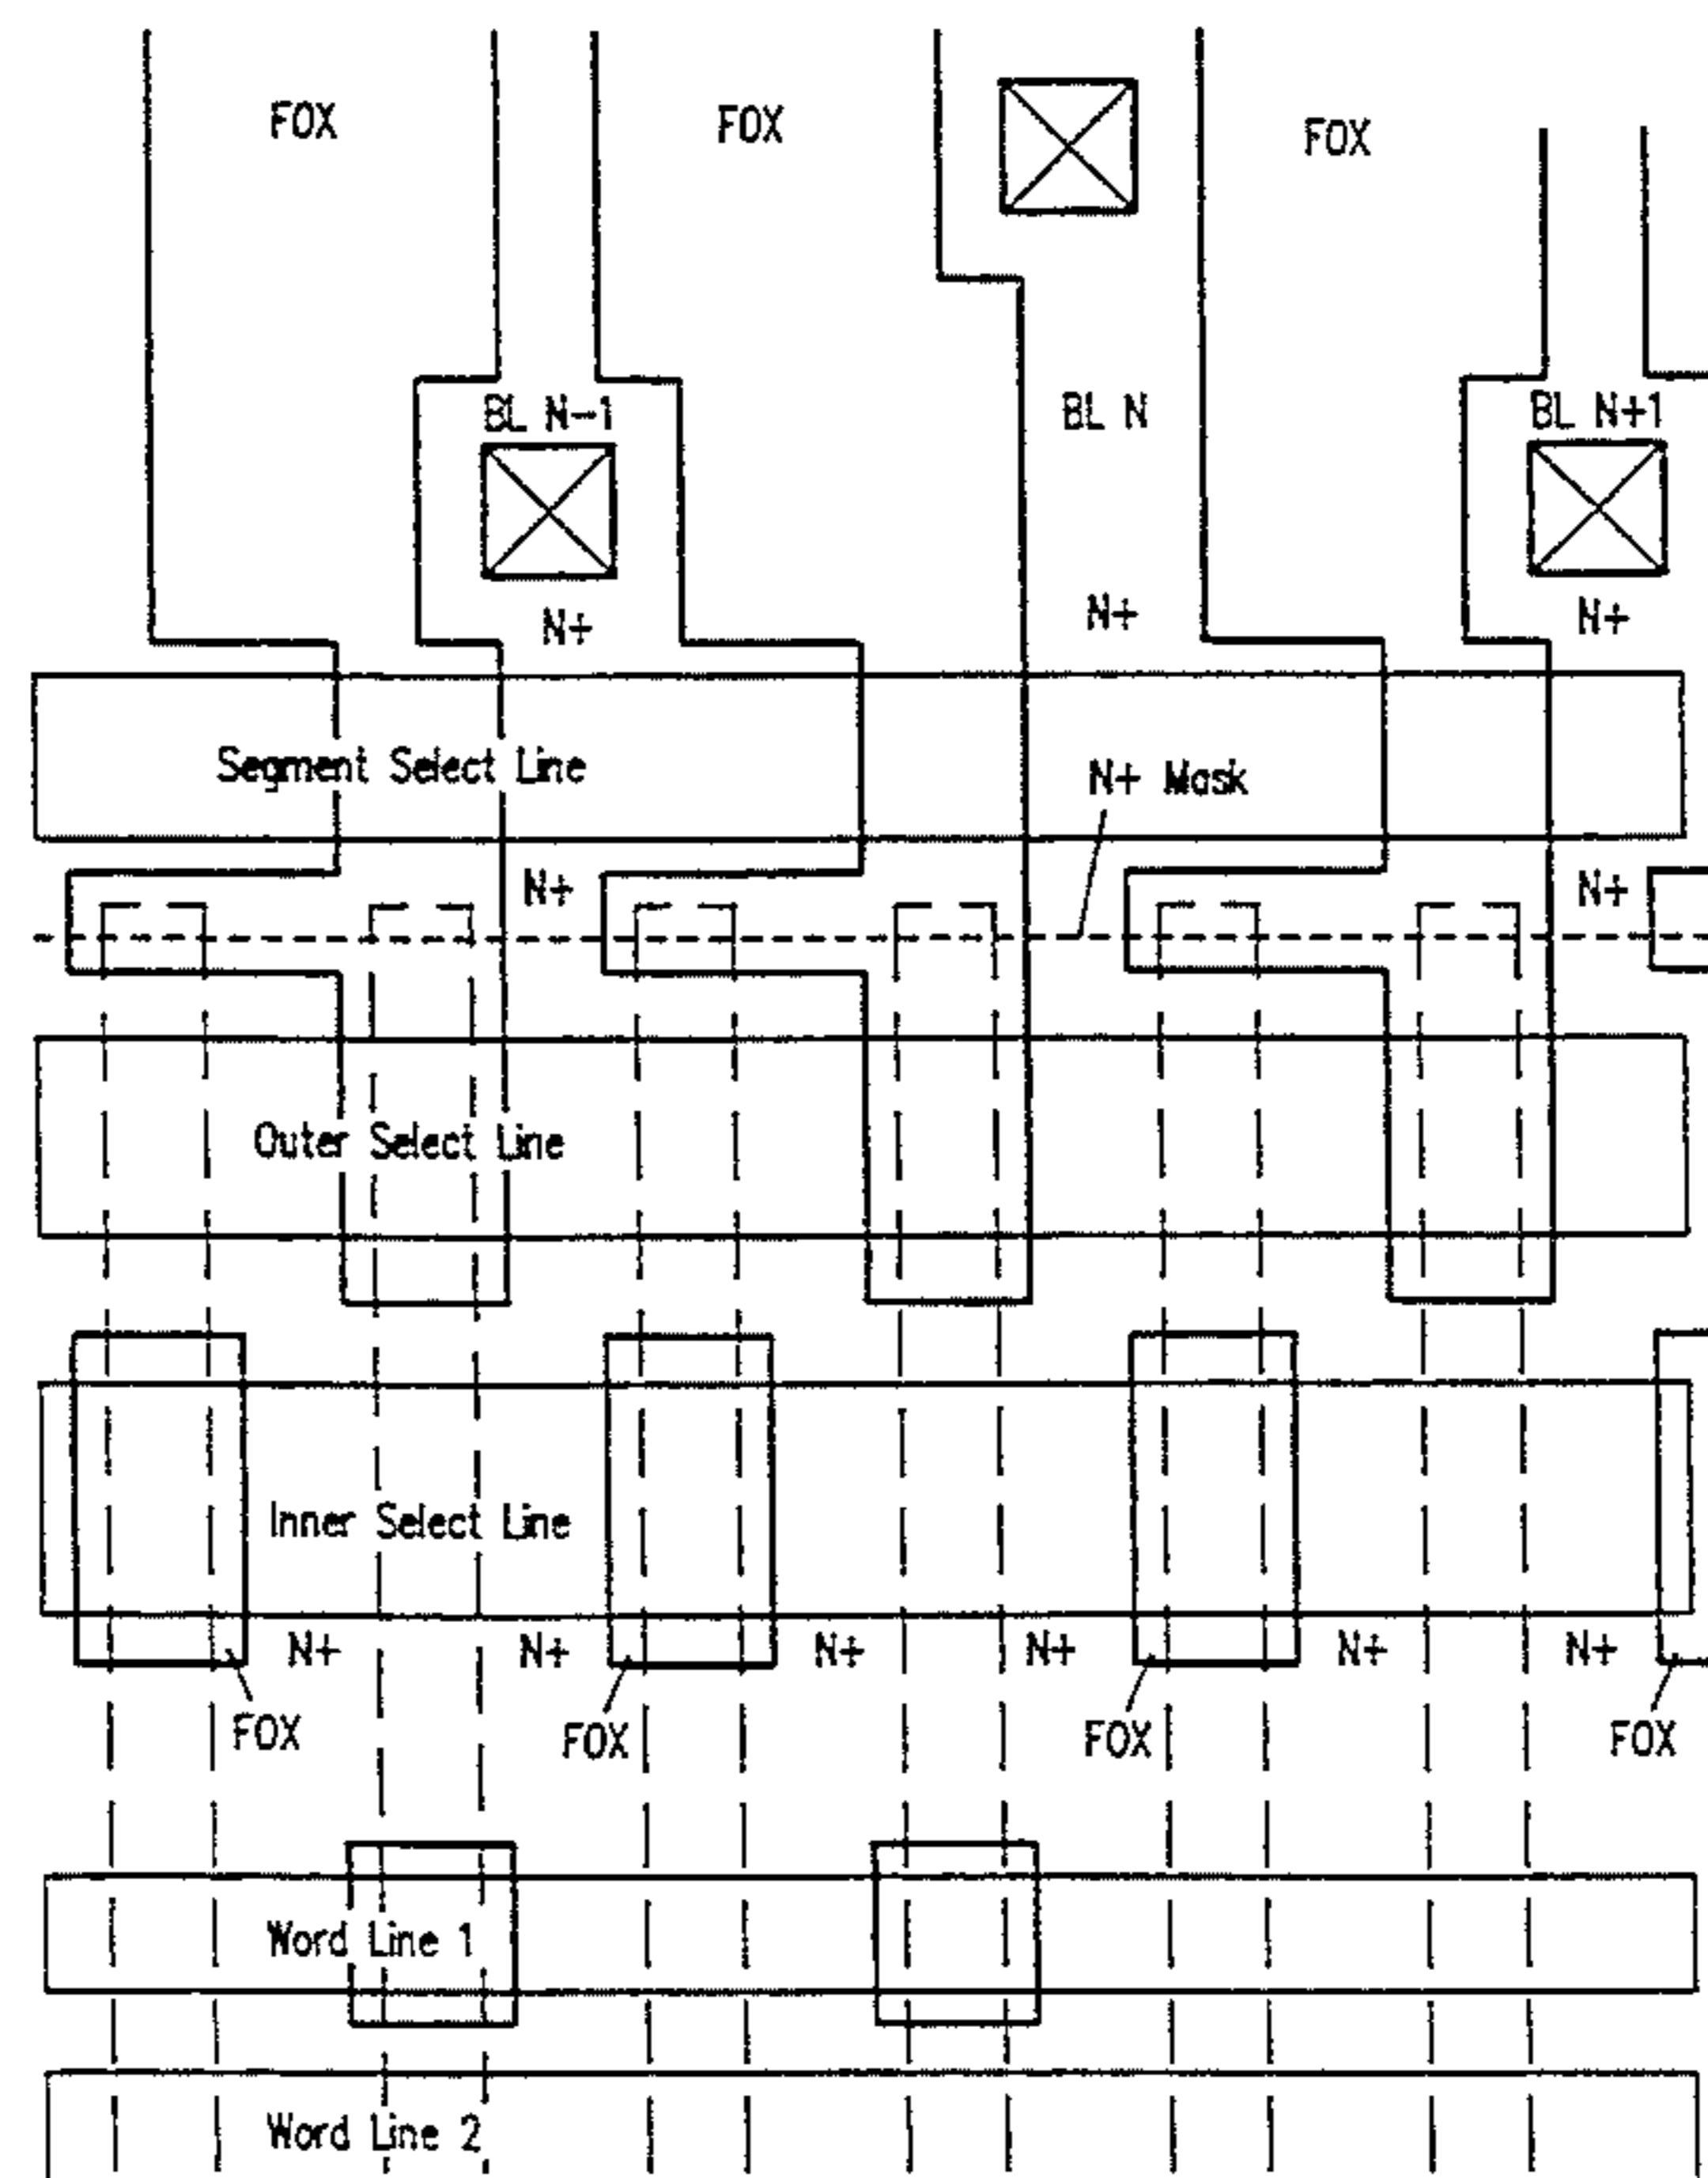 FOX FOX FOX
BL N-1 BL N BL N+1
N+ N+ N+
Segment Select Line N+ Mask
N+ N+
Outer Select Line
Inner Select Line
N+ N+ N+ N+ N+ N+
FOX FOX FOX FOX
Word Line 1
Word Line 2